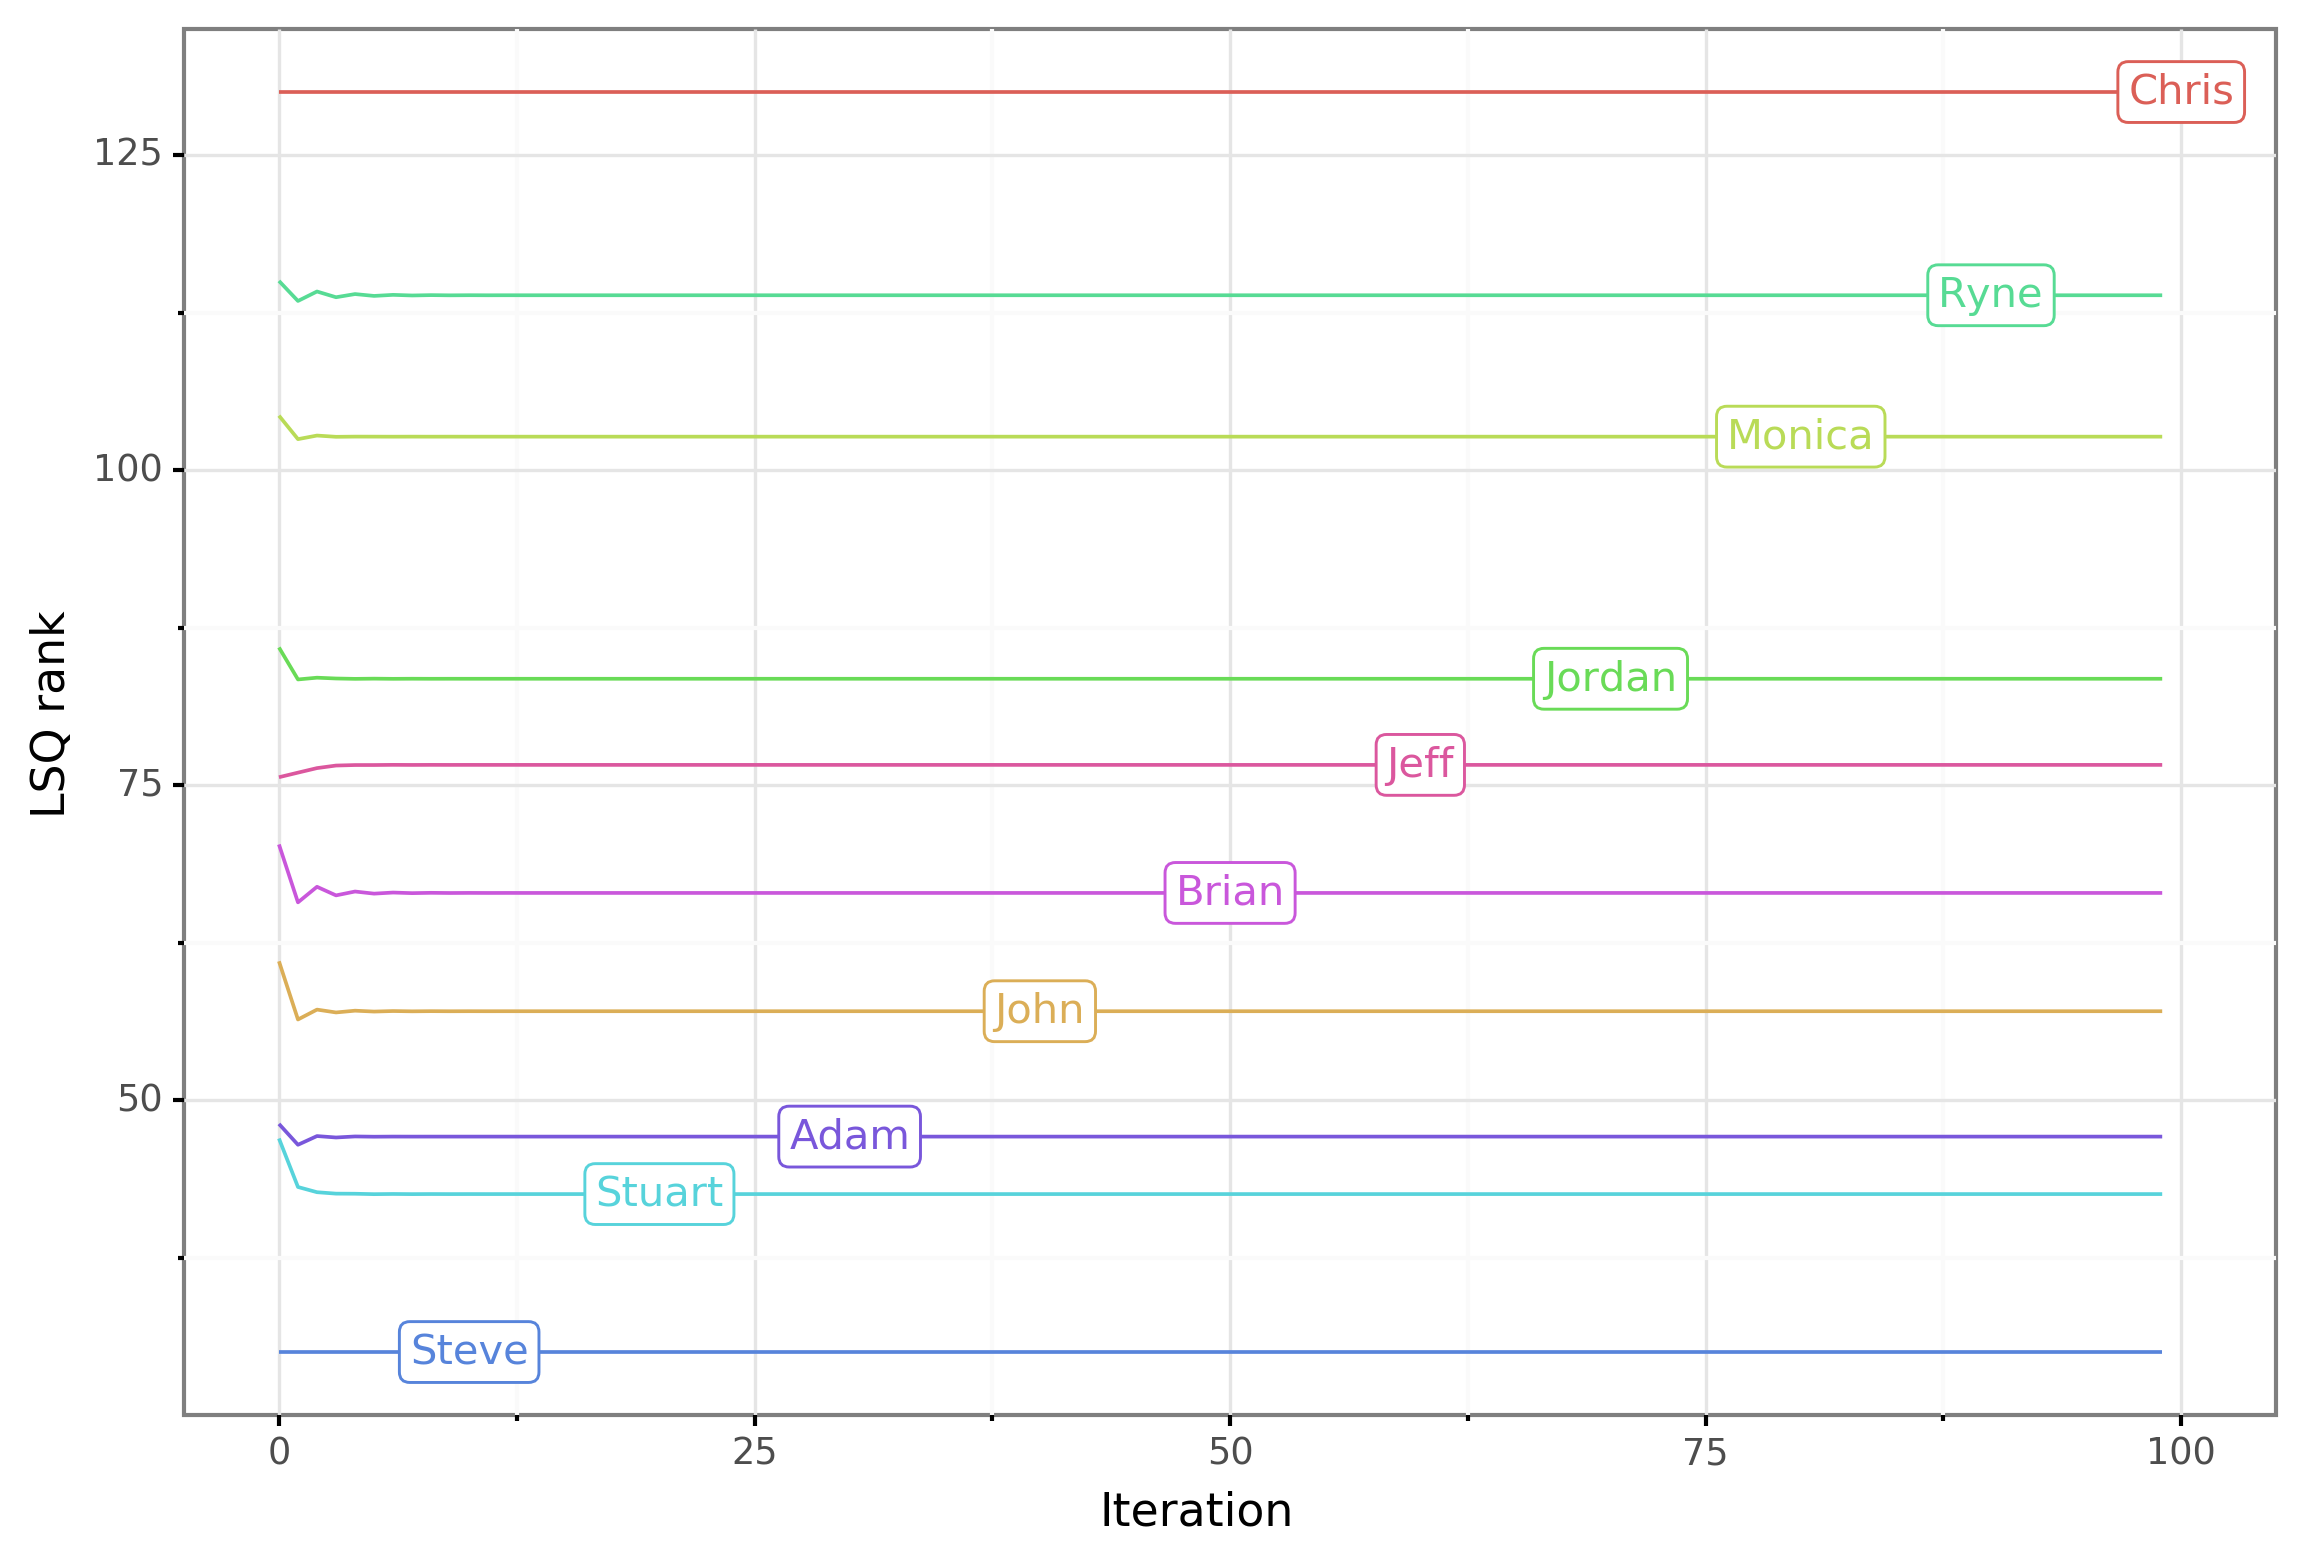 Chris
125
Ryne
Monica
100
Jordan
Jeff
75
Brian
John
50
Adam
Stuart
Steve
0 25 50 75 100
Iteration
LSQ rank